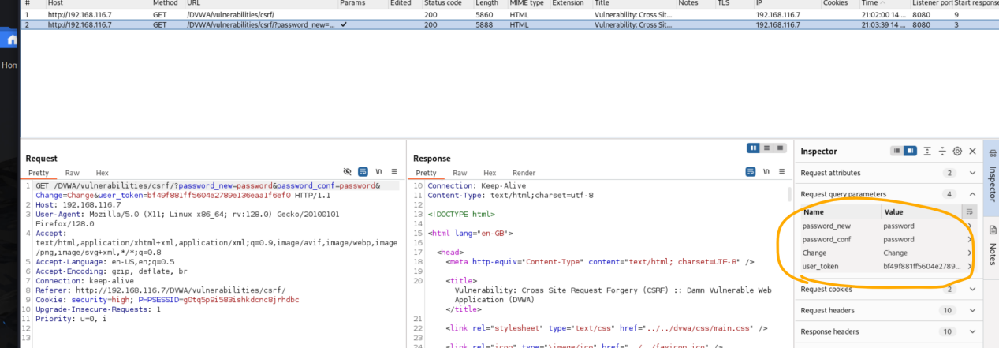 # Host Method URL Params Edited Status code Length MIME type Extension Title Notes TLS IP Cookies Time Listener port Start response
1 http://192.168.116.7 GET /DVWA/vulnerabilities/csrf/ 200 5860 HTML Vulnerability: Cross Sit... 192.168.116.7 21:02:00 14 ... 8080 9
2 http://192.168.116.7 GET /DVWA/vulnerabilities/csrf/?password_new=... ✓ 200 5888 HTML Vulnerability: Cross Sit... 192.168.116.7 21:03:39 14 ... 8080 3
Hom
Request
Pretty Raw Hex
\n
1 GET /DVWA/vulnerabilities/csrf/?password_new=password&password_conf=password&
Change=Change&user_token=bf49f881ff5604e2789e136eaa1f6ef0 HTTP/1.1
2 Host: 192.168.116.7
3 User-Agent: Mozilla/5.0 (X11; Linux x86_64; rv:128.0) Gecko/20100101
Firefox/128.0
4 Accept:
text/html,application/xhtml+xml,application/xml;q=0.9,image/avif,image/webp,image
/png,image/svg+xml,*/*;q=0.8
5 Accept-Language: en-US,en;q=0.5
6 Accept-Encoding: gzip, deflate, br
7 Connection: keep-alive
8 Referer: http://192.168.116.7/DVWA/vulnerabilities/csrf/
9 Cookie: security=high; PHPSESSID=g0tq5p9i583ishkdcnc8jrhdbc
10 Upgrade-Insecure-Requests: 1
11 Priority: u=0, i
12
13
Response
Pretty Raw Hex Render
\n
10 Connection: Keep-Alive
11 Content-Type: text/html;charset=utf-8
12
13 <!DOCTYPE html>
14
15 <html lang="en-GB">
16
17 <head>
18 <meta http-equiv="Content-Type" content="text/html; charset=UTF-8" />
19
20 <title>
Vulnerability: Cross Site Request Forgery (CSRF) :: Damn Vulnerable Web
Application (DVWA)
</title>
21
22 <link rel="stylesheet" type="text/css" href="../../dvwa/css/main.css" />
23
24 <link rel="icon" type="\image/ico" href="../../favicon.ico" />
Inspector
Request attributes 2
Request query parameters 4
Name Value
password_new password
password_conf password
Change Change
user_token bf49f881ff5604e2789...
Request cookies 2
Request headers 10
Response headers 10
Inspector
Notes